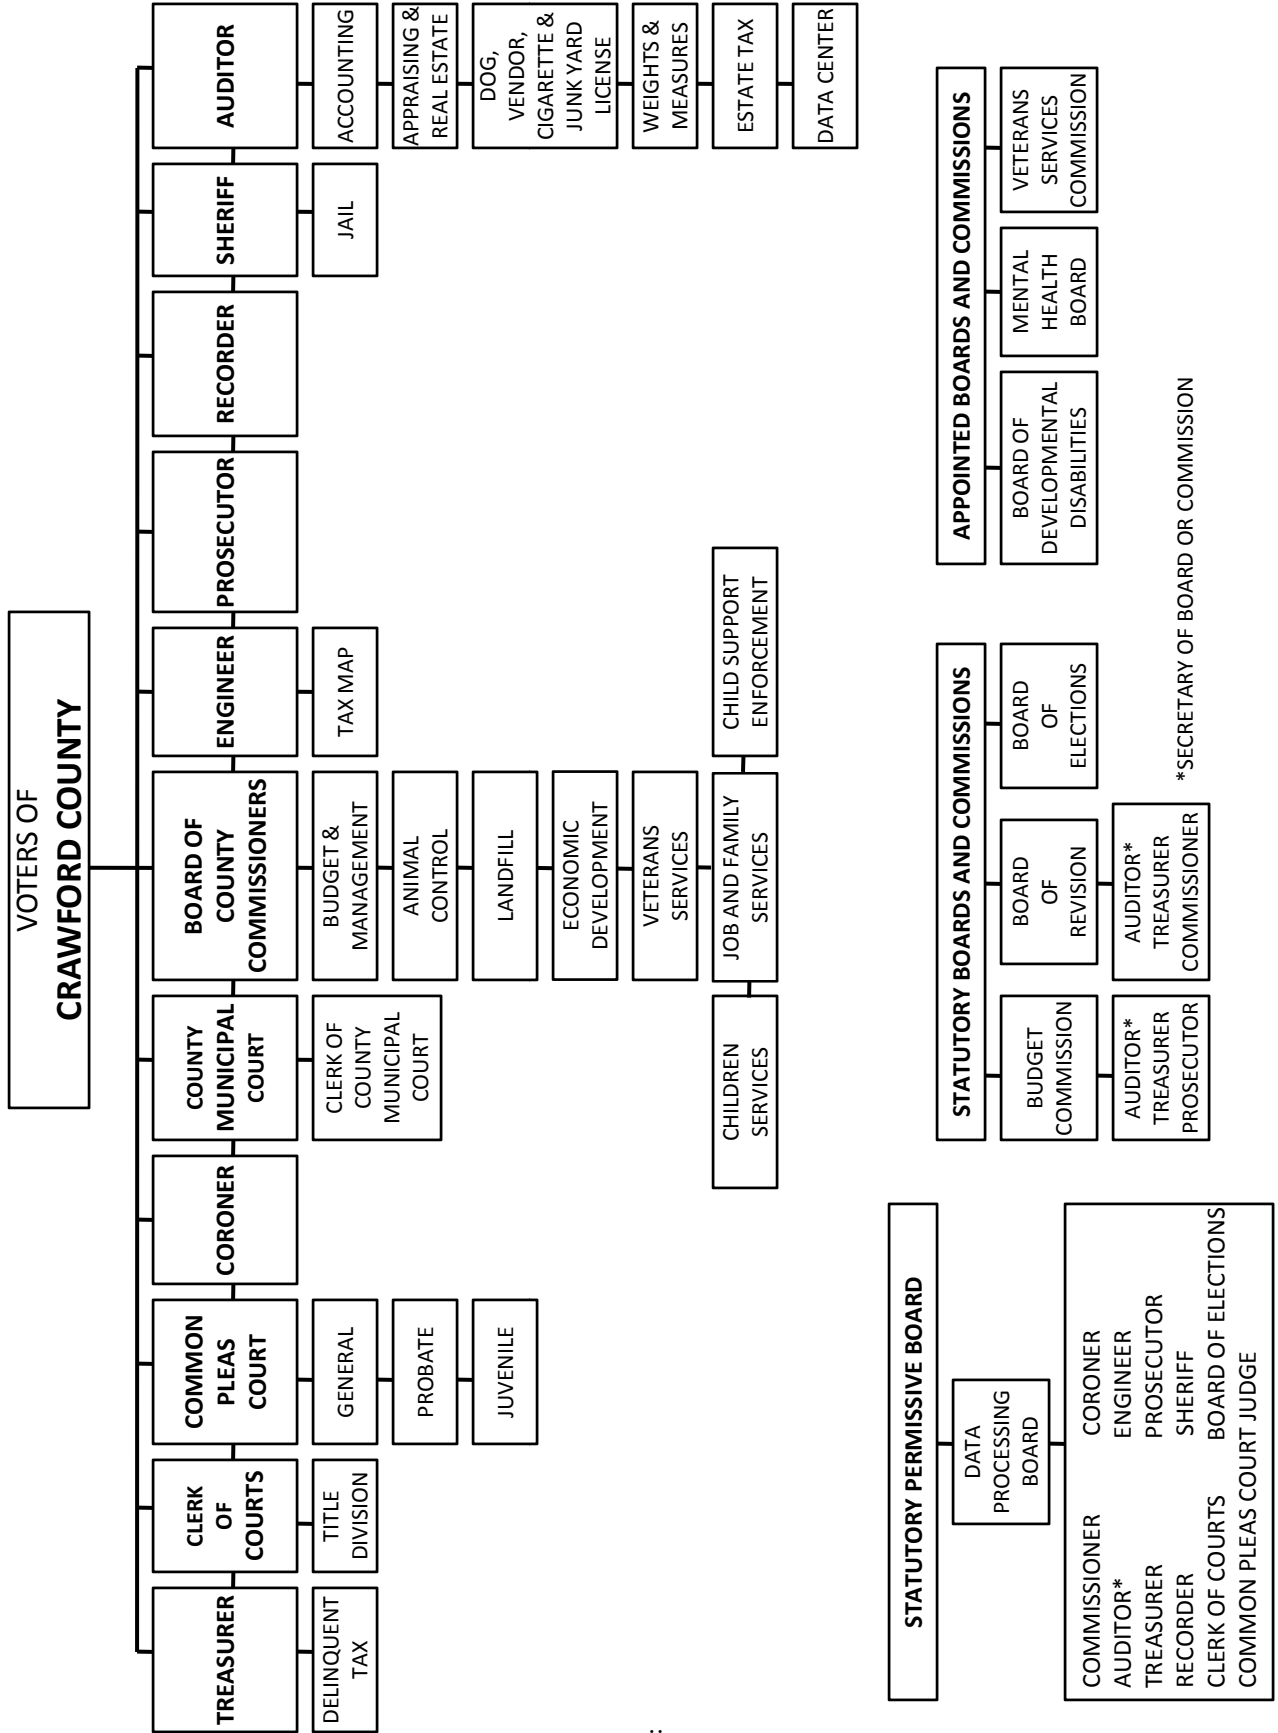 VOTERS OF
CRAWFORD COUNTY
TREASURER
CLERK
OF
COURTS
COMMON
PLEAS
COURT
CORONER
COUNTY
MUNICIPAL
COURT
BOARD OF
COUNTY
COMMISSIONERS
ENGINEER
PROSECUTOR
RECORDER
SHERIFF
AUDITOR
DELINQUENT
TAX
TITLE
DIVISION
GENERAL
PROBATE
JUVENILE
CLERK OF
COUNTY
MUNICIPAL
COURT
BUDGET &
MANAGEMENT
ANIMAL
CONTROL
LANDFILL
ECONOMIC
DEVELOPMENT
VETERANS
SERVICES
CHILDREN
SERVICES
JOB AND FAMILY
SERVICES
CHILD SUPPORT
ENFORCEMENT
TAX MAP
JAIL
ACCOUNTING
APPRAISING &
REAL ESTATE
DOG,
VENDOR,
CIGARETTE &
JUNK YARD
LICENSE
WEIGHTS &
MEASURES
ESTATE TAX
DATA CENTER
STATUTORY PERMISSIVE BOARD
DATA
PROCESSING
BOARD
COMMISSIONER CORONER
AUDITOR* ENGINEER
TREASURER PROSECUTOR
RECORDER SHERIFF
CLERK OF COURTS BOARD OF ELECTIONS
COMMON PLEAS COURT JUDGE
STATUTORY BOARDS AND COMMISSIONS
BUDGET
COMMISSION
AUDITOR*
TREASURER
PROSECUTOR
BOARD
OF
REVISION
AUDITOR*
TREASURER
COMMISSIONER
BOARD
OF
ELECTIONS
APPOINTED BOARDS AND COMMISSIONS
BOARD OF
DEVELOPMENTAL
DISABILITIES
MENTAL
HEALTH
BOARD
VETERANS
SERVICES
COMMISSION
*SECRETARY OF BOARD OR COMMISSION